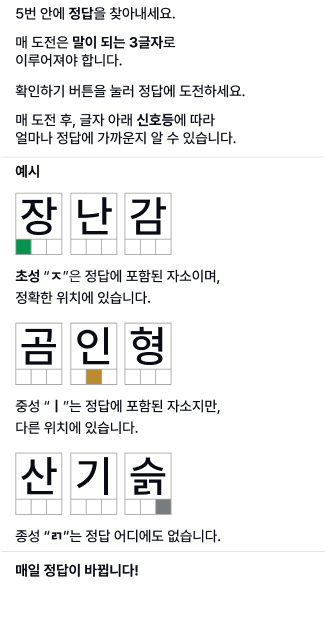 5번 안에 정답을 찾아내세요.
매 도전은 말이 되는 3글자로
이루어져야 합니다.
확인하기 버튼을 눌러 정답에 도전하세요.
매 도전 후, 글자 아래 신호등에 따라
얼마나 정답에 가까운지 알 수 있습니다.
예시
장 난 감
초성 “ㅈ”은 정답에 포함된 자소이며,
정확한 위치에 있습니다.
곰 인 형
중성 “ㅣ”는 정답에 포함된 자소지만,
다른 위치에 있습니다.
산 기 슭
종성 “ㄺ”는 정답 어디에도 없습니다.
매일 정답이 바뀝니다!